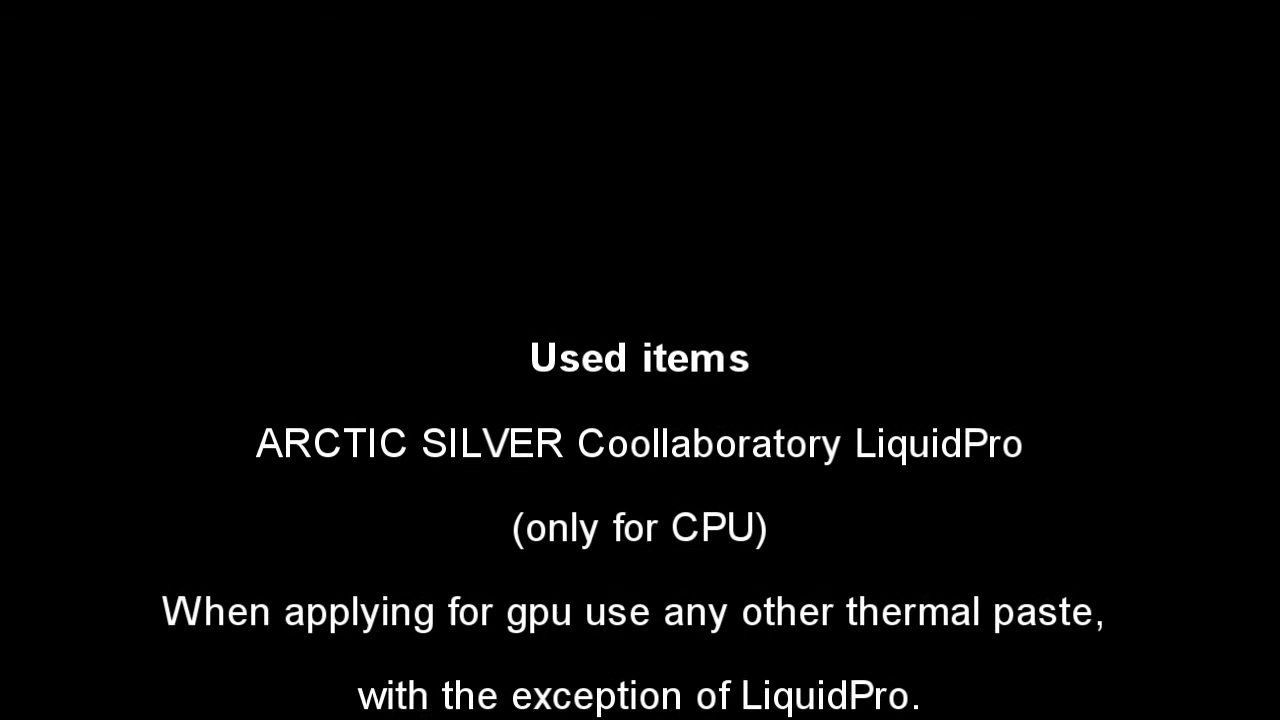 Used items
ARCTIC SILVER Coollaboratory LiquidPro
(only for CPU)
When applying for gpu use any other thermal paste,
with the exception of LiquidPro.